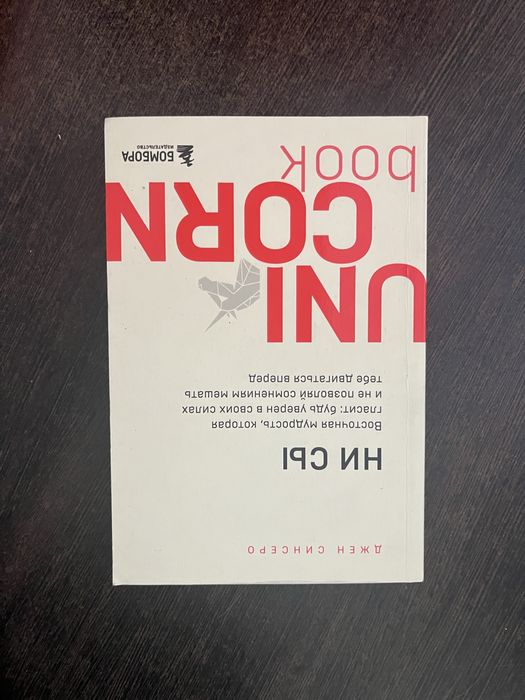 ДЖЕН СИНСЕРО
НИ СЫ
Восточная мудрость, которая
гласит: будь уверен в своих силах
и не позволяй сомнениям мешать
тебе двигаться вперед
UNI
CORN
book
БОМБОРА
ИЗДАТЕЛЬСТВО